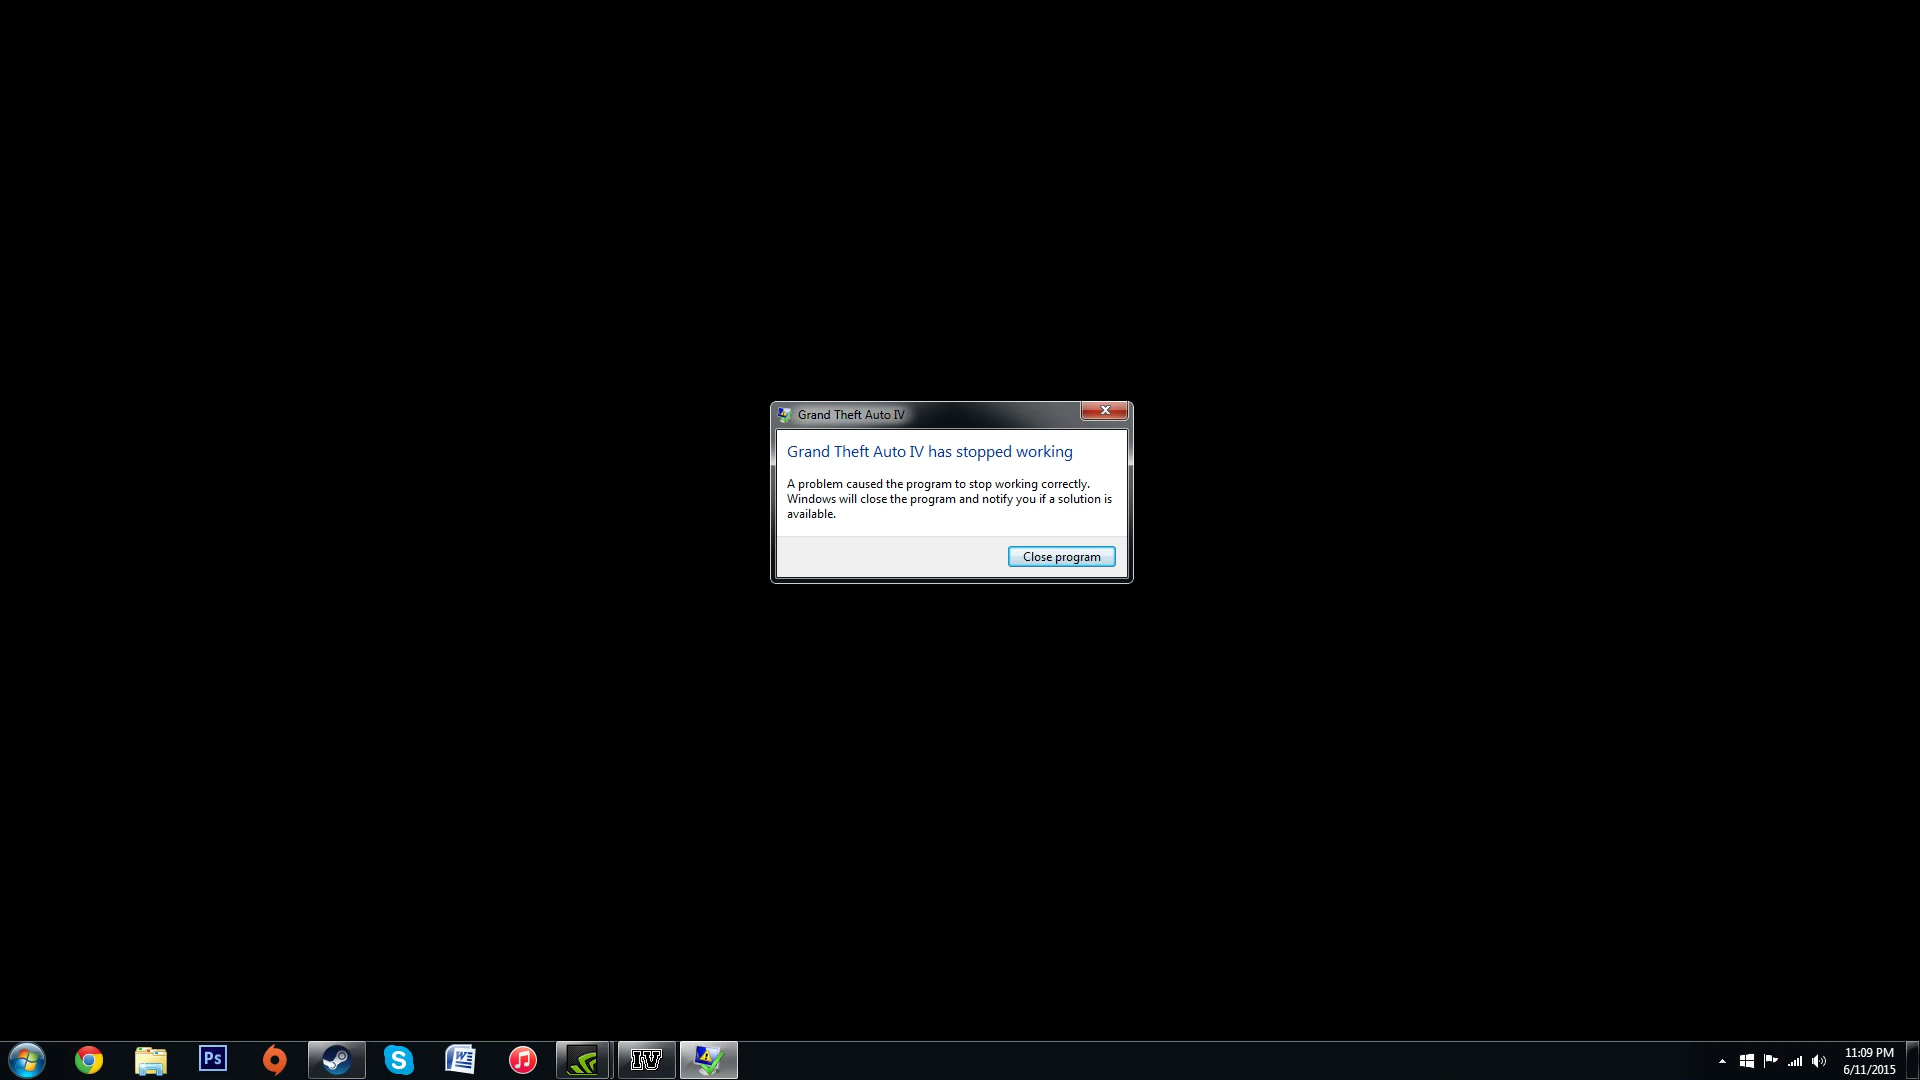 Grand Theft Auto IV
Grand Theft Auto IV has stopped working
A problem caused the program to stop working correctly.
Windows will close the program and notify you if a solution is
available.
Close program
Ps
S
W
IV
11:09 PM
6/11/2015